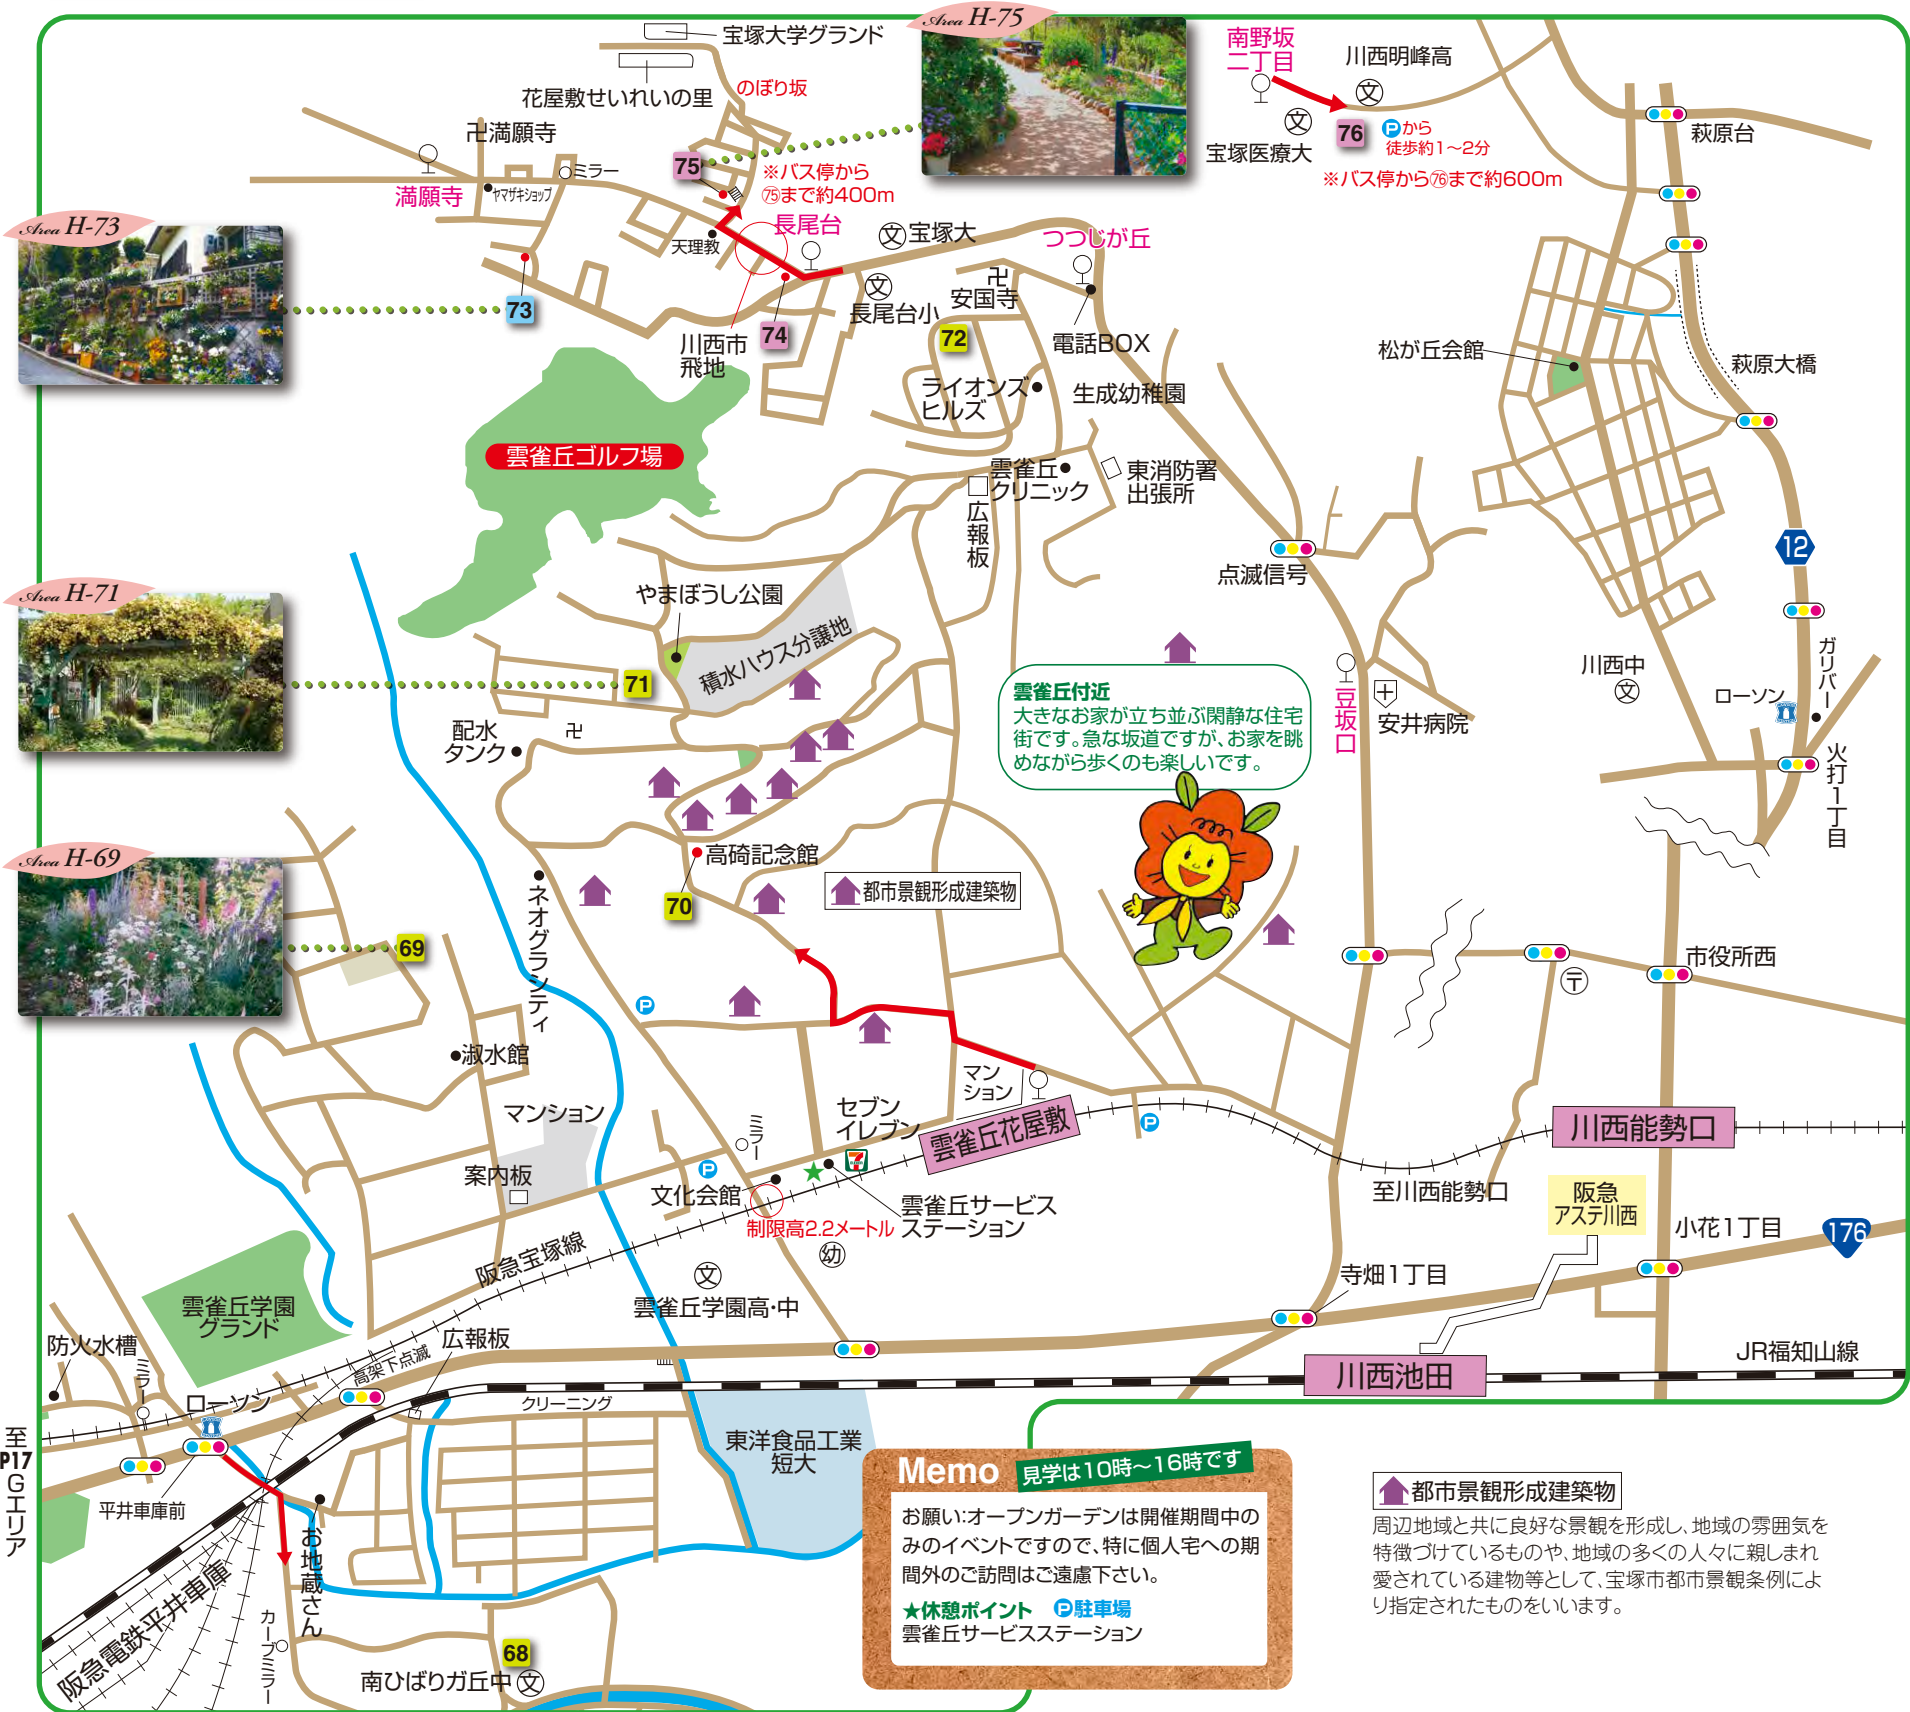 Area H-75
宝塚大学グランド
花屋敷せいれいの里
のぼり坂
卍満願寺
ミラー
満願寺
ヤマザキショップ
75
※バス停から
㊆まで約400m
長尾台
天理教
文
宝塚大
つつじが丘
南野坂
二丁目
川西明峰高
文
文
宝塚医療大
76
Pから
徒歩約1〜2分
※バス停から㊆まで約600m
萩原台
Area H-73
73
川西市
飛地
74
文
長尾台小
卍
安国寺
72
電話BOX
ライオンズ
ヒルズ
生成幼稚園
松が丘会館
萩原大橋
雲雀丘ゴルフ場
雲雀丘
クリニック
東消防署
出張所
広報板
点滅信号
12
Area H-71
やまぼうし公園
積水ハウス分譲地
71
配水
タンク
卍
雲雀丘付近
大きなお家が立ち並ぶ閑静な住宅
街です。急な坂道ですが、お家を眺
めながら歩くのも楽しいです。
豆坂口
安井病院
川西中
文
ローソン
ガリバー
火打1丁目
Area H-69
69
高碕記念館
70
都市景観形成建築物
ネオグランティ
P
市役所西
〒
淑水館
マンション
案内板
マンション
セブン
イレブン
ミラー
雲雀丘花屋敷
P
P
文化会館
雲雀丘サービス
ステーション
制限高2.2メートル
幼
川西能勢口
至川西能勢口
阪急
アステ川西
小花1丁目
176
寺畑1丁目
阪急宝塚線
文
雲雀丘学園高・中
雲雀丘学園
グランド
広報板
高架下点滅
防火水槽
ミラー
ローソン
クリーニング
川西池田
JR福知山線
至
P17
Gエリア
平井車庫前
お地蔵さん
阪急電鉄平井車庫
カーブミラー
68
南ひばりガ丘中
文
東洋食品工業
短大
Memo
見学は10時〜16時です
お願い:オープンガーデンは開催期間中の
みのイベントですので、特に個人宅への期
間外のご訪問はご遠慮下さい。
★休憩ポイント P駐車場
雲雀丘サービスステーション
都市景観形成建築物
周辺地域と共に良好な景観を形成し、地域の雰囲気を
特徴づけているものや、地域の多くの人々に親しまれ
愛されている建物等として、宝塚市都市景観条例によ
り指定されたものをいいます。